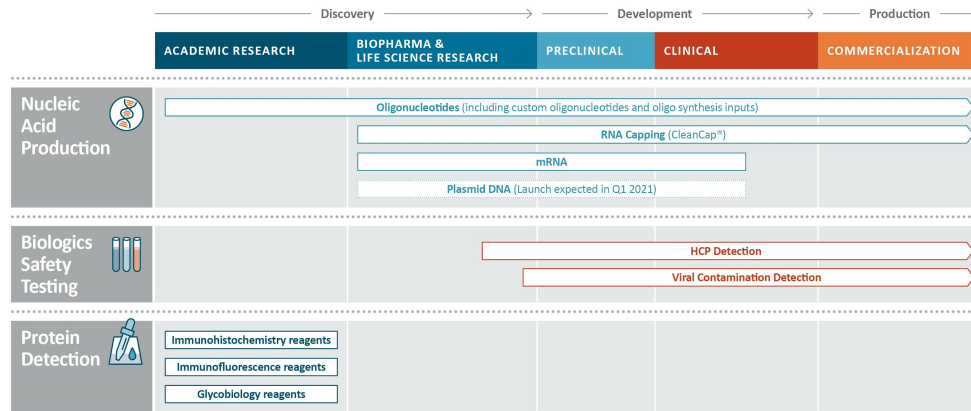 Discovery
Development
Production
ACADEMIC RESEARCH
BIOPHARMA &
LIFE SCIENCE RESEARCH
PRECLINICAL
CLINICAL
COMMERCIALIZATION
Nucleic
Acid
Production
Oligonucleotides (including custom oligonucleotides and oligo synthesis inputs)
RNA Capping (CleanCap®)
mRNA
Plasmid DNA (Launch expected in Q1 2021)
Biologics
Safety
Testing
HCP Detection
Viral Contamination Detection
Protein
Detection
Immunohistochemistry reagents
Immunofluorescence reagents
Glycobiology reagents